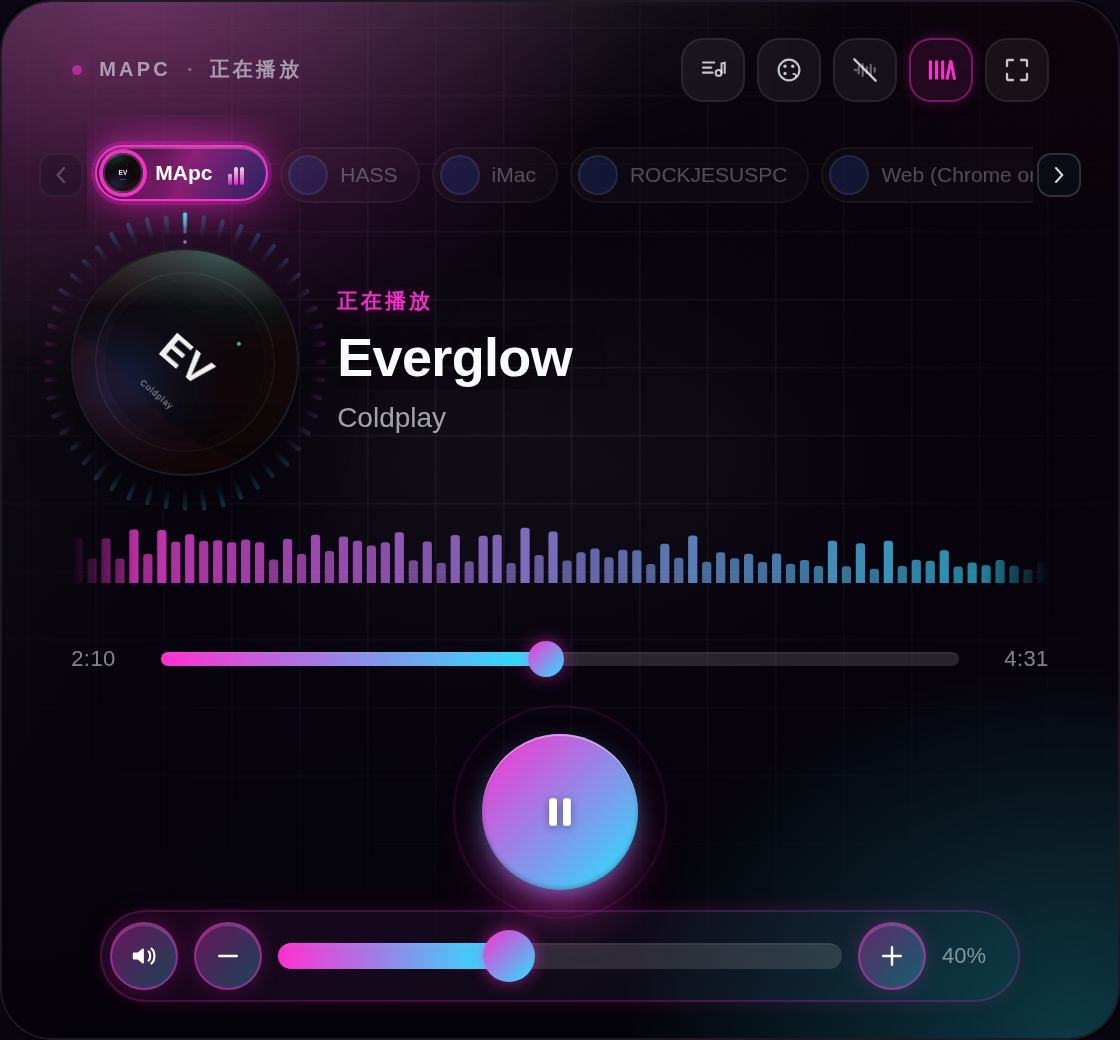 MAPC · 正在播放
EV MApc HASS iMac ROCKJESUSPC Web (Chrome or
正在播放
Everglow
Coldplay
EV
Coldplay
2:10 4:31
40%